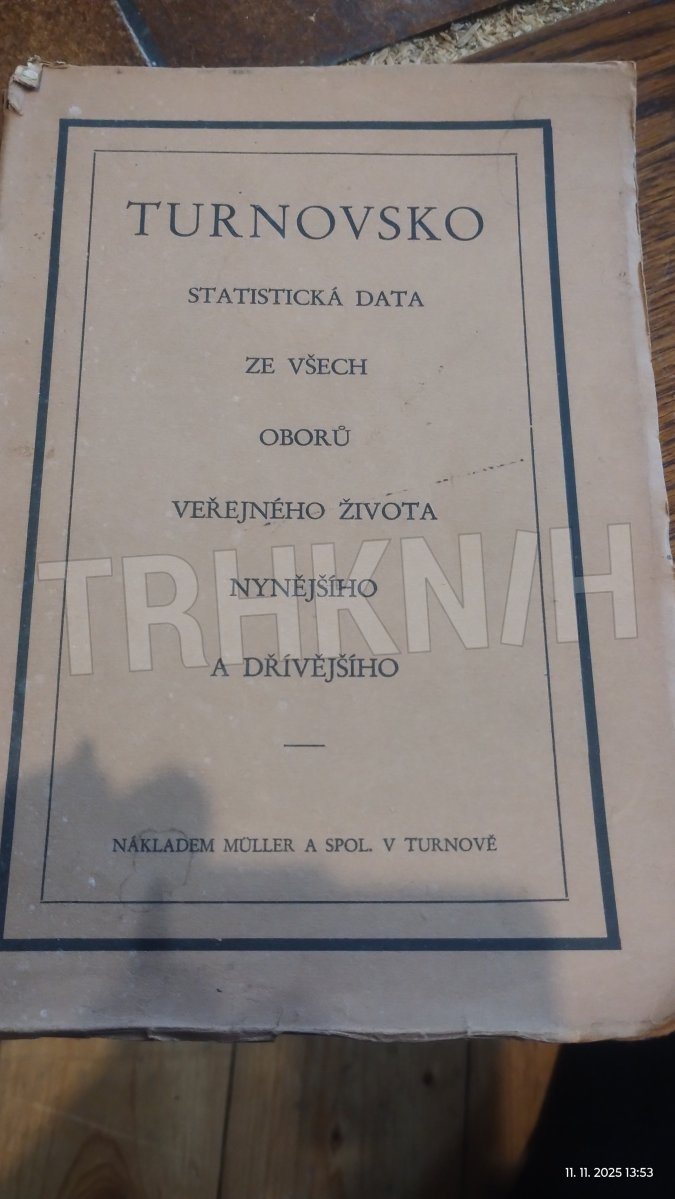 TURNOVSKO
STATISTICKÁ DATA
ZE VŠECH
OBORŮ
VEŘEJNÉHO ŽIVOTA
TRHKNIH
NYNĚJŠÍHO
A DŘÍVĚJŠÍHO
NÁKLADEM MÜLLER A SPOL. V TURNOVĚ
11. 11. 2025 13:53